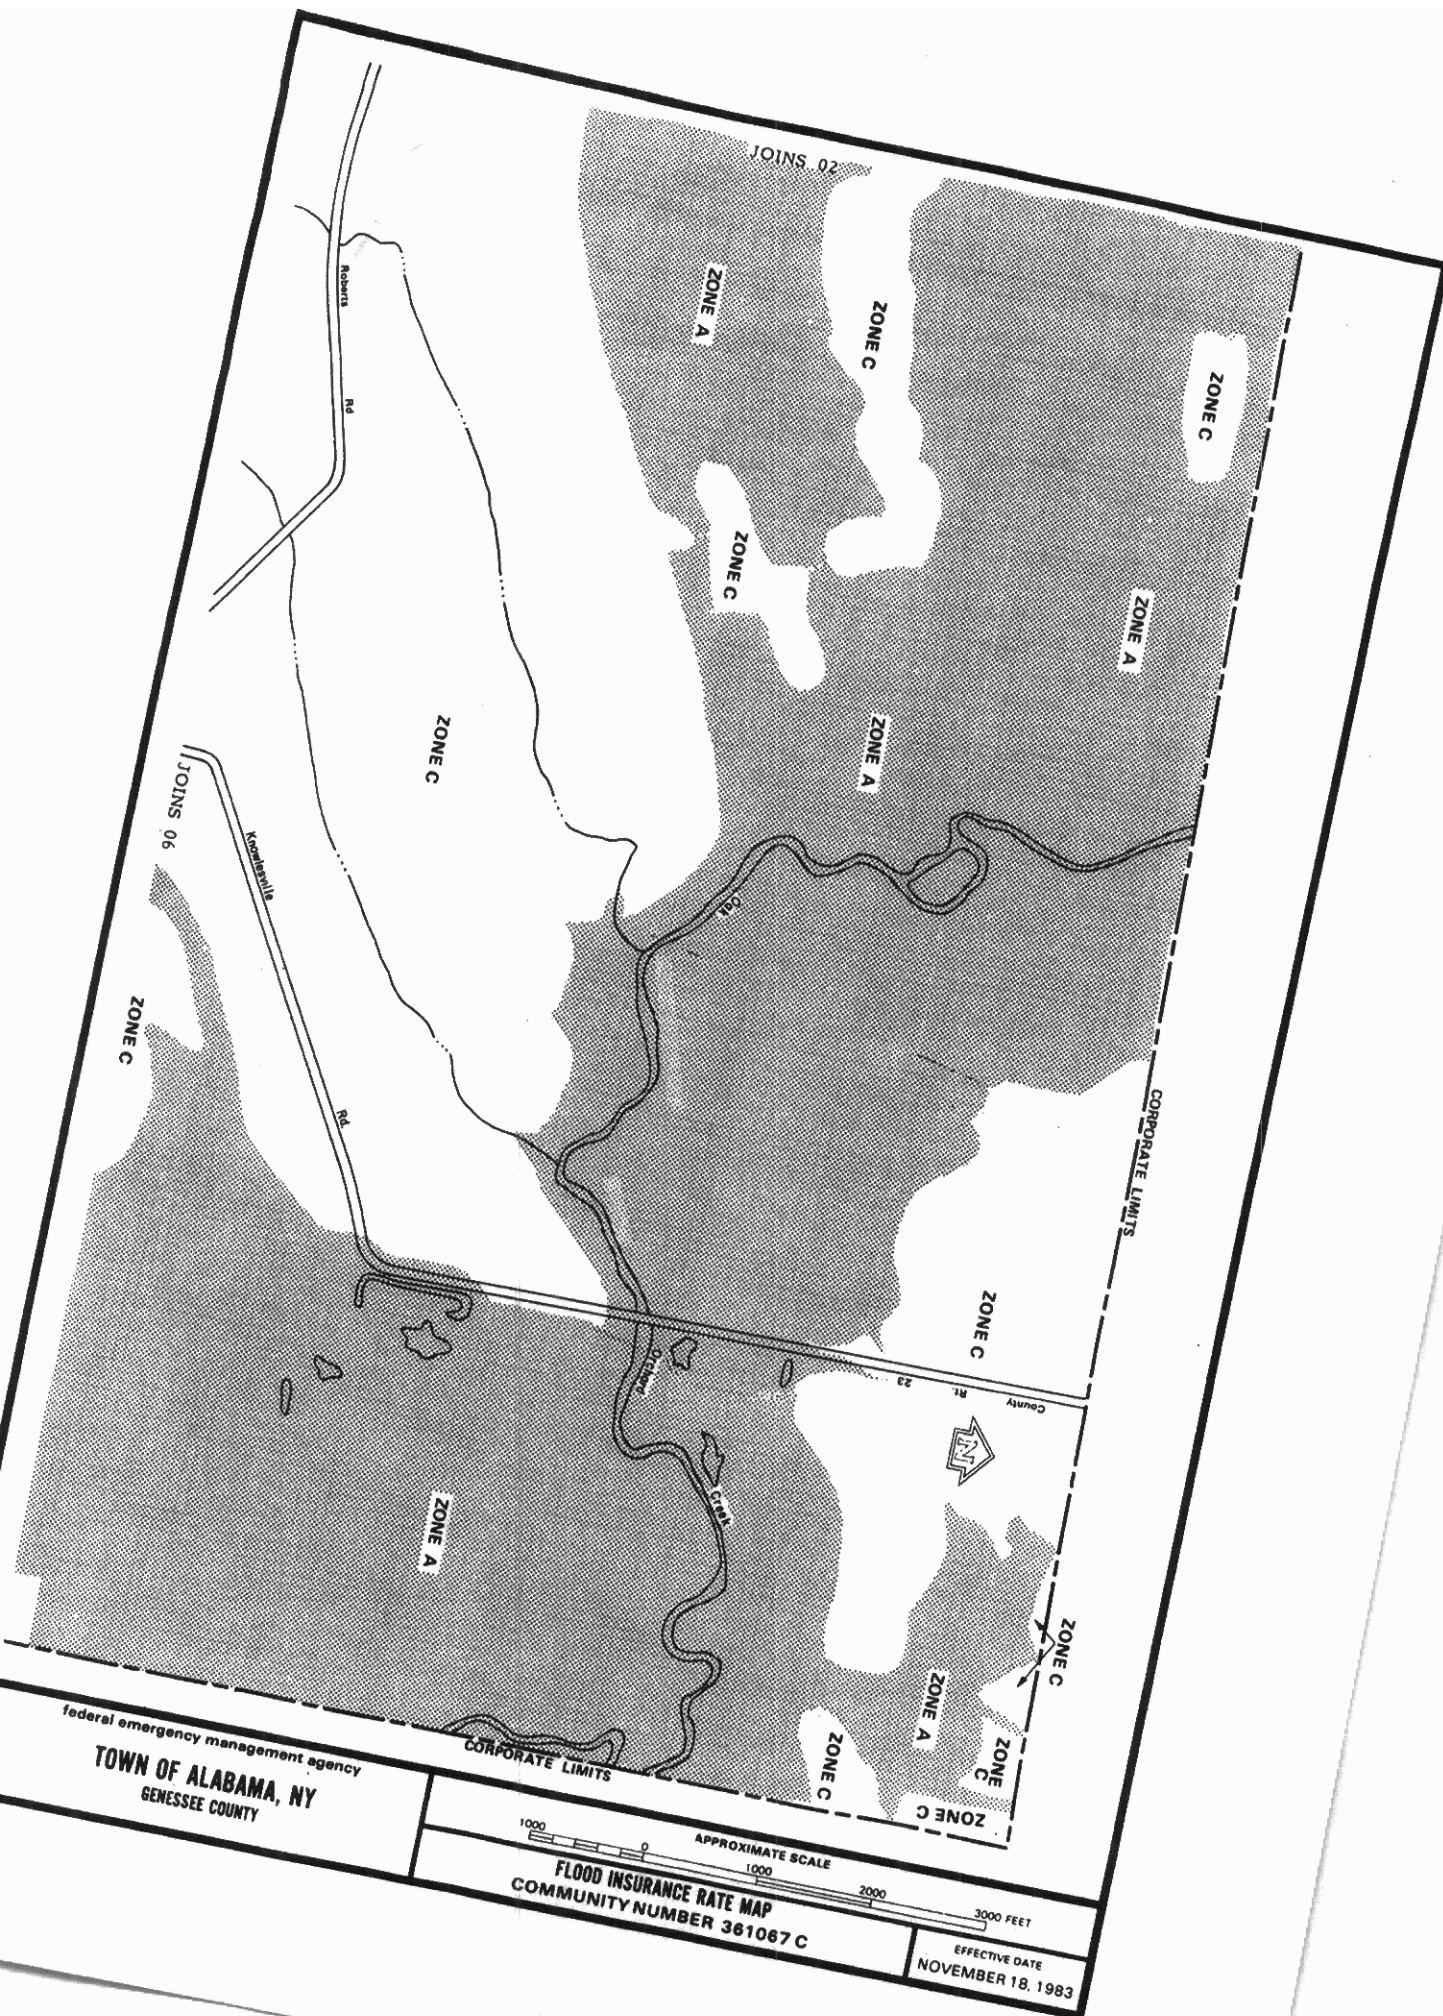 JOINS 02
ZONE A
ZONE C
ZONE C
Roberts
Rd
ZONE C
ZONE A
ZONE A
ZONE C
JOINS 06
Knowlesville
Rd.
Oak
Orchard
Creek
ZONE C
CORPORATE LIMITS
ZONE C
County
Rt.
23
N
ZONE A
ZONE C
ZONE A
ZONE C
ZONE C
ZONE C
CORPORATE LIMITS
federal emergency management agency
TOWN OF ALABAMA, NY
GENESSEE COUNTY
APPROXIMATE SCALE
1000 0 1000 2000 3000 FEET
FLOOD INSURANCE RATE MAP
COMMUNITY NUMBER 361067 C
EFFECTIVE DATE
NOVEMBER 18, 1983